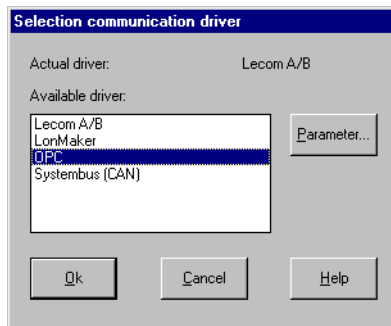 Selection communication driver
Actual driver: Lecom A/B
Available driver:
Lecom A/B
LonMaker
OPC
Systembus (CAN)
Parameter...
Ok Cancel Help